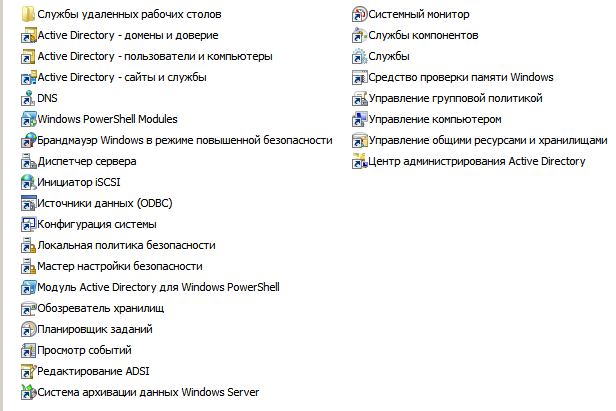 Службы удаленных рабочих столов
Active Directory - домены и доверие
Active Directory - пользователи и компьютеры
Active Directory - сайты и службы
DNS
Windows PowerShell Modules
Брандмауэр Windows в режиме повышенной безопасности
Диспетчер сервера
Инициатор iSCSI
Источники данных (ODBC)
Конфигурация системы
Локальная политика безопасности
Мастер настройки безопасности
Модуль Active Directory для Windows PowerShell
Обозреватель хранилищ
Планировщик заданий
Просмотр событий
Редактирование ADSI
Система архивации данных Windows Server
Системный монитор
Службы компонентов
Службы
Средство проверки памяти Windows
Управление групповой политикой
Управление компьютером
Управление общими ресурсами и хранилищами
Центр администрирования Active Directory